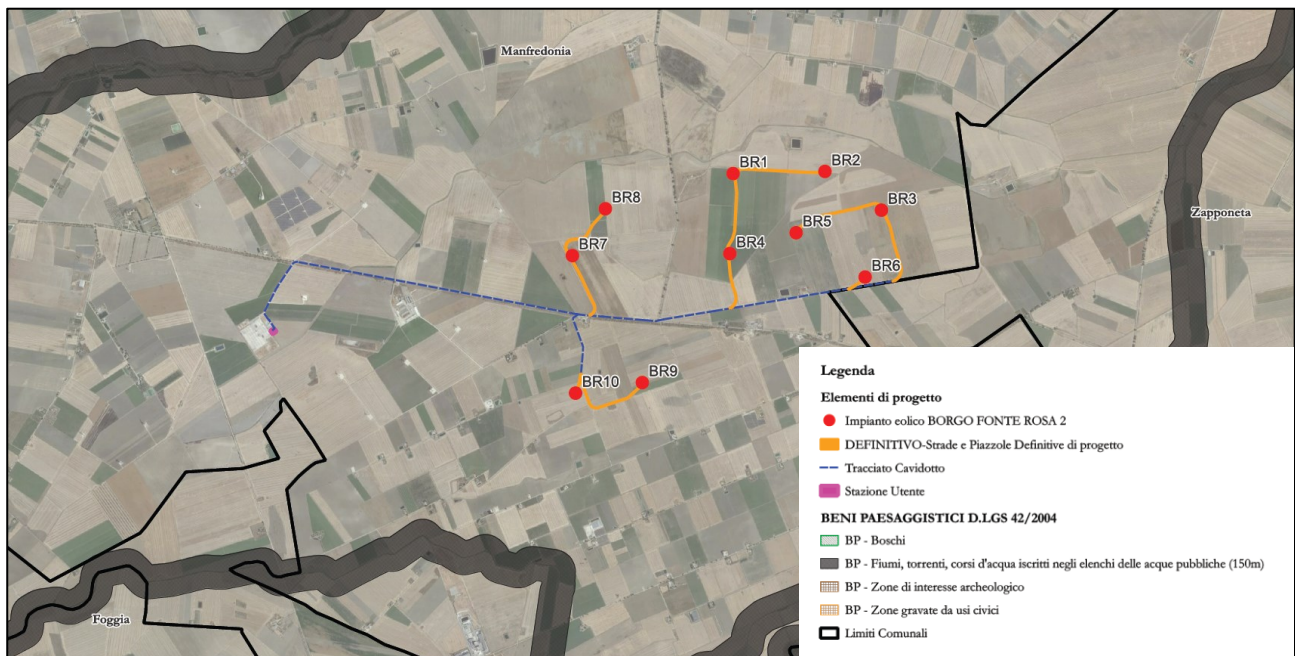 Manfredonia
BR1
BR2
BR8
BR3
Zapponeta
BR5
BR4
BR7
BR6
BR9
BR10
Foggia
Legenda
Elementi di progetto
Impianto eolico BORGO FONTE ROSA 2
DEFINITIVO-Strade e Piazzole Definitive di progetto
Tracciato Cavidotto
Stazione Utente
BENI PAESAGGISTICI D.LGS 42/2004
BP - Boschi
BP - Fiumi, torrenti, corsi d'acqua iscritti negli elenchi delle acque pubbliche (150m)
BP - Zone di interesse archeologico
BP - Zone gravate da usi civici
Limiti Comunali